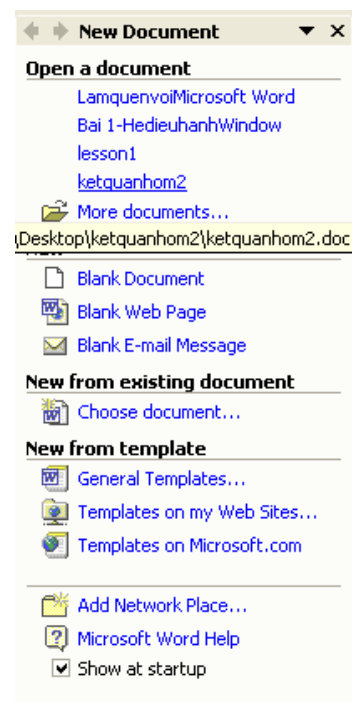 New Document
Open a document
LamquenvoiMicrosoft Word
Bai 1-HedieuhanhWindow
lesson1
ketquanhom2
More documents...
\Desktop\ketquanhom2\ketquanhom2.doc
Blank Document
Blank Web Page
Blank E-mail Message
New from existing document
Choose document...
New from template
General Templates...
Templates on my Web Sites...
Templates on Microsoft.com
Add Network Place...
Microsoft Word Help
Show at startup